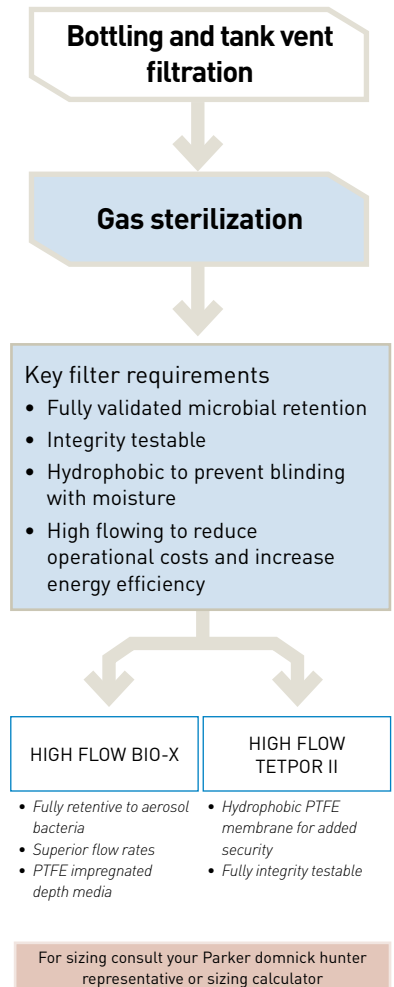 Bottling and tank vent
filtration
Gas sterilization
Key filter requirements
• Fully validated microbial retention
• Integrity testable
• Hydrophobic to prevent blinding
with moisture
• High flowing to reduce
operational costs and increase
energy efficiency
HIGH FLOW BIO-X
• Fully retentive to aerosol
bacteria
• Superior flow rates
• PTFE impregnated
depth media
HIGH FLOW
TETPOR II
• Hydrophobic PTFE
membrane for added
security
• Fully integrity testable
For sizing consult your Parker domnick hunter
representative or sizing calculator